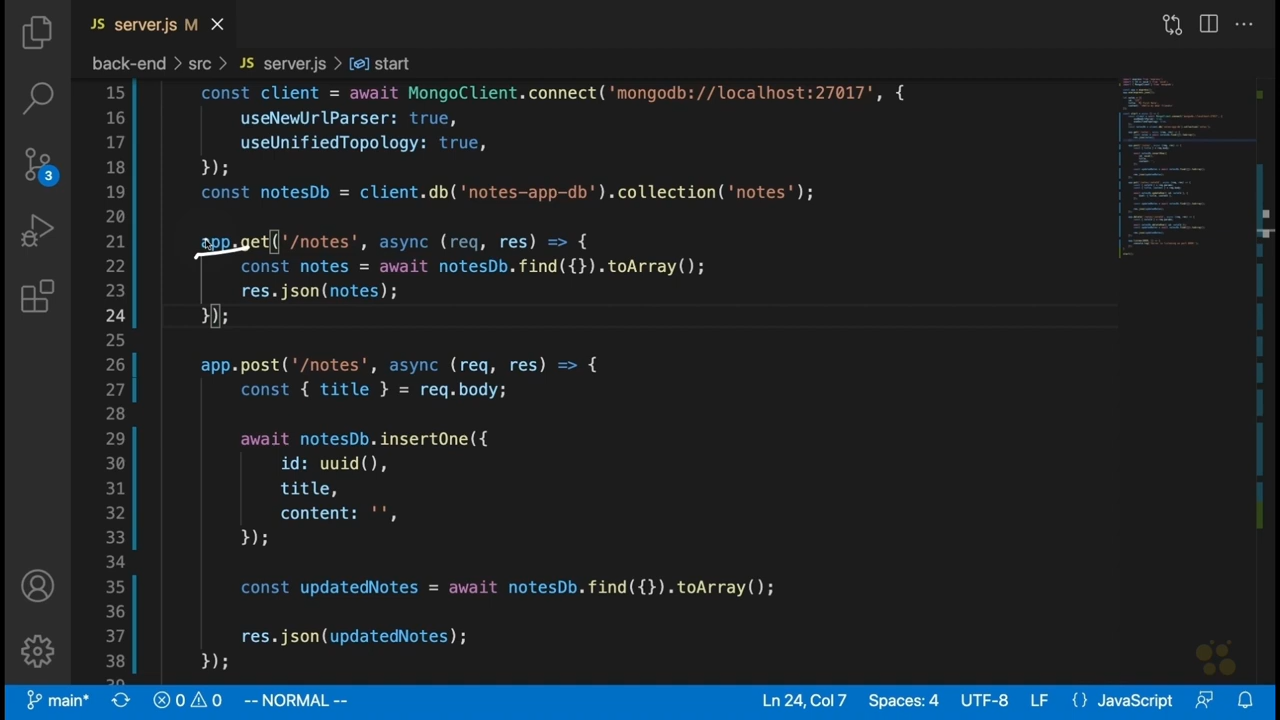 JS server.js M
back-end > src > JS server.js > start
15 const client = await MongoClient.connect('mongodb://localhost:27017', {
16 useNewUrlParser: true,
17 useUnifiedTopology: true,
18 });
19 const notesDb = client.db('notes-app-db').collection('notes');
20
21 app.get('/notes', async (req, res) => {
22 const notes = await notesDb.find({}).toArray();
23 res.json(notes);
24 });
25
26 app.post('/notes', async (req, res) => {
27 const { title } = req.body;
28
29 await notesDb.insertOne({
30 id: uuid(),
31 title,
32 content: '',
33 });
34
35 const updatedNotes = await notesDb.find({}).toArray();
36
37 res.json(updatedNotes);
38 });
3
main* 0 0 -- NORMAL -- Ln 24, Col 7 Spaces: 4 UTF-8 LF {} JavaScript